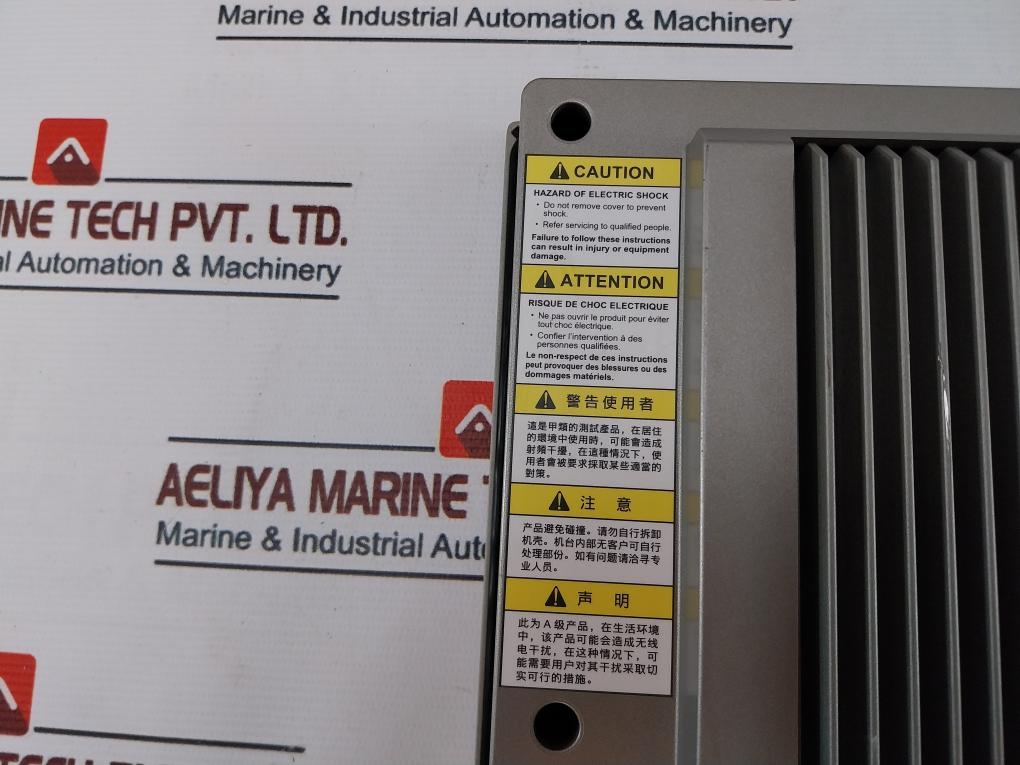 Marine & Industrial Automation & Machinery
NE TECH PVT. LTD.
al Automation & Machinery
AELIYA MARINE
Marine & Industrial Aut
CAUTION
HAZARD OF ELECTRIC SHOCK
• Do not remove cover to prevent
shock.
• Refer servicing to qualified people.
Failure to follow these instructions
can result in injury or equipment
damage.
ATTENTION
RISQUE DE CHOC ELECTRIQUE
• Ne pas ouvrir le produit pour éviter
tout choc électrique.
• Confier l'intervention à des
personnes qualifiées.
Le non-respect de ces instructions
peut provoquer des blessures ou des
dommages matériels.
警告使用者
這是甲類的測試產品，在居住
的環境中使用時，可能會造成
射頻干擾，在這種情況下，使
用者會被要求採取某些適當的
對策。
注 意
产品避免碰撞。请勿自行拆卸
机壳。机台内部无客户可自行
处理部份。如有问题请洽寻专
业人员。
声 明
此为 A 级产品，在生活环境
中，该产品可能会造成无线
电干扰，在这种情况下，可
能需要用户对其干扰采取切
实可行的措施。